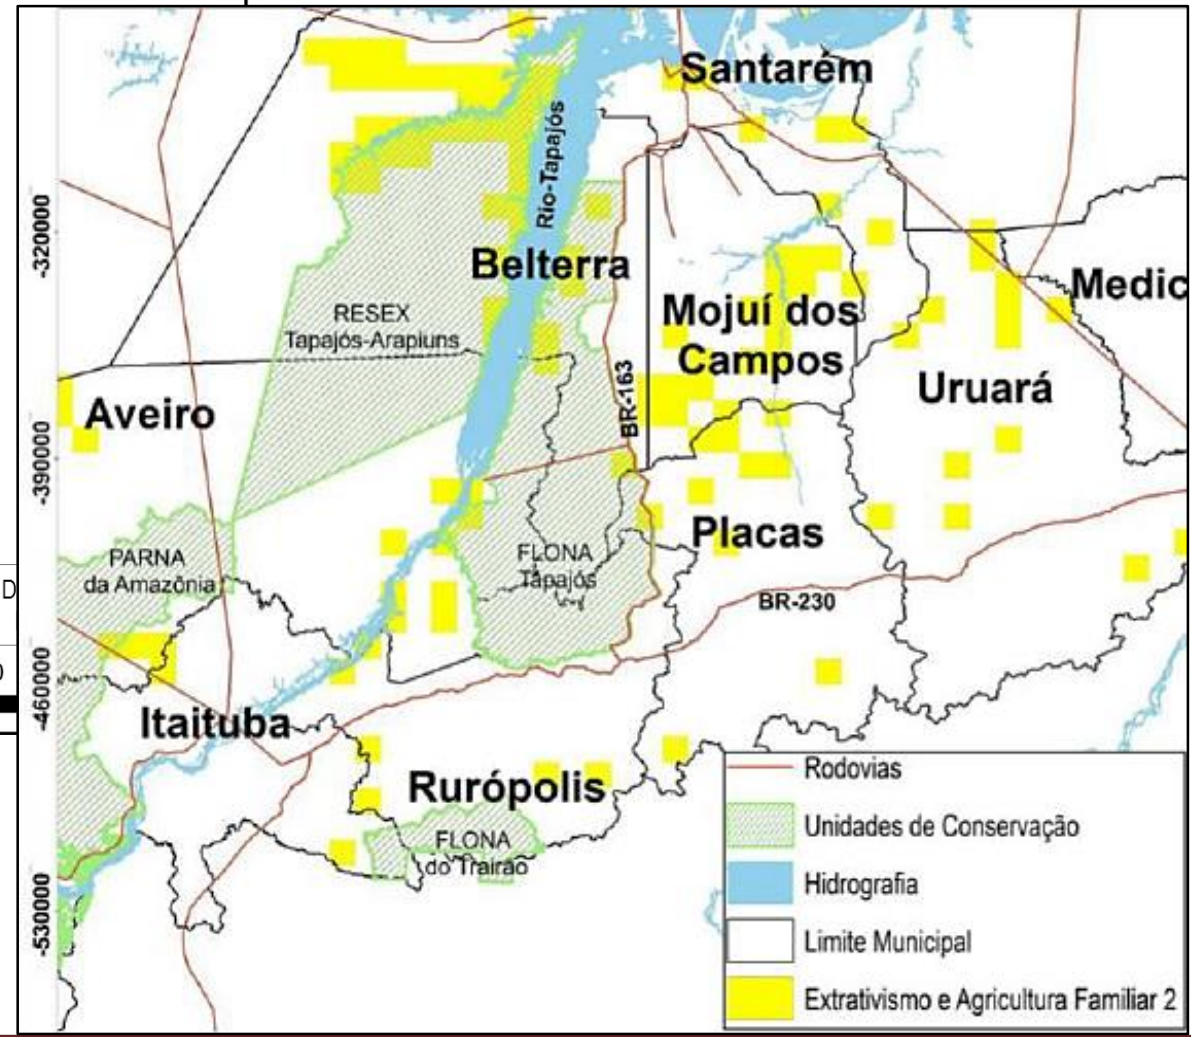 Santarém
Rio-Tapajós
-320000
Belterra
Medic
RESEX
Tapajós-Arapiuns
Mojuí dos
Campos
BR-163
Uruará
Aveiro
-390000
Placas
PARNA
da Amazônia
FLONA
Tapajós
D
BR-230
-460000
Itaituba
Rurópolis
FLONA
do Trairão
-530000
Rodovias
Unidades de Conservação
Hidrografia
Limite Municipal
Extrativismo e Agricultura Familiar 2